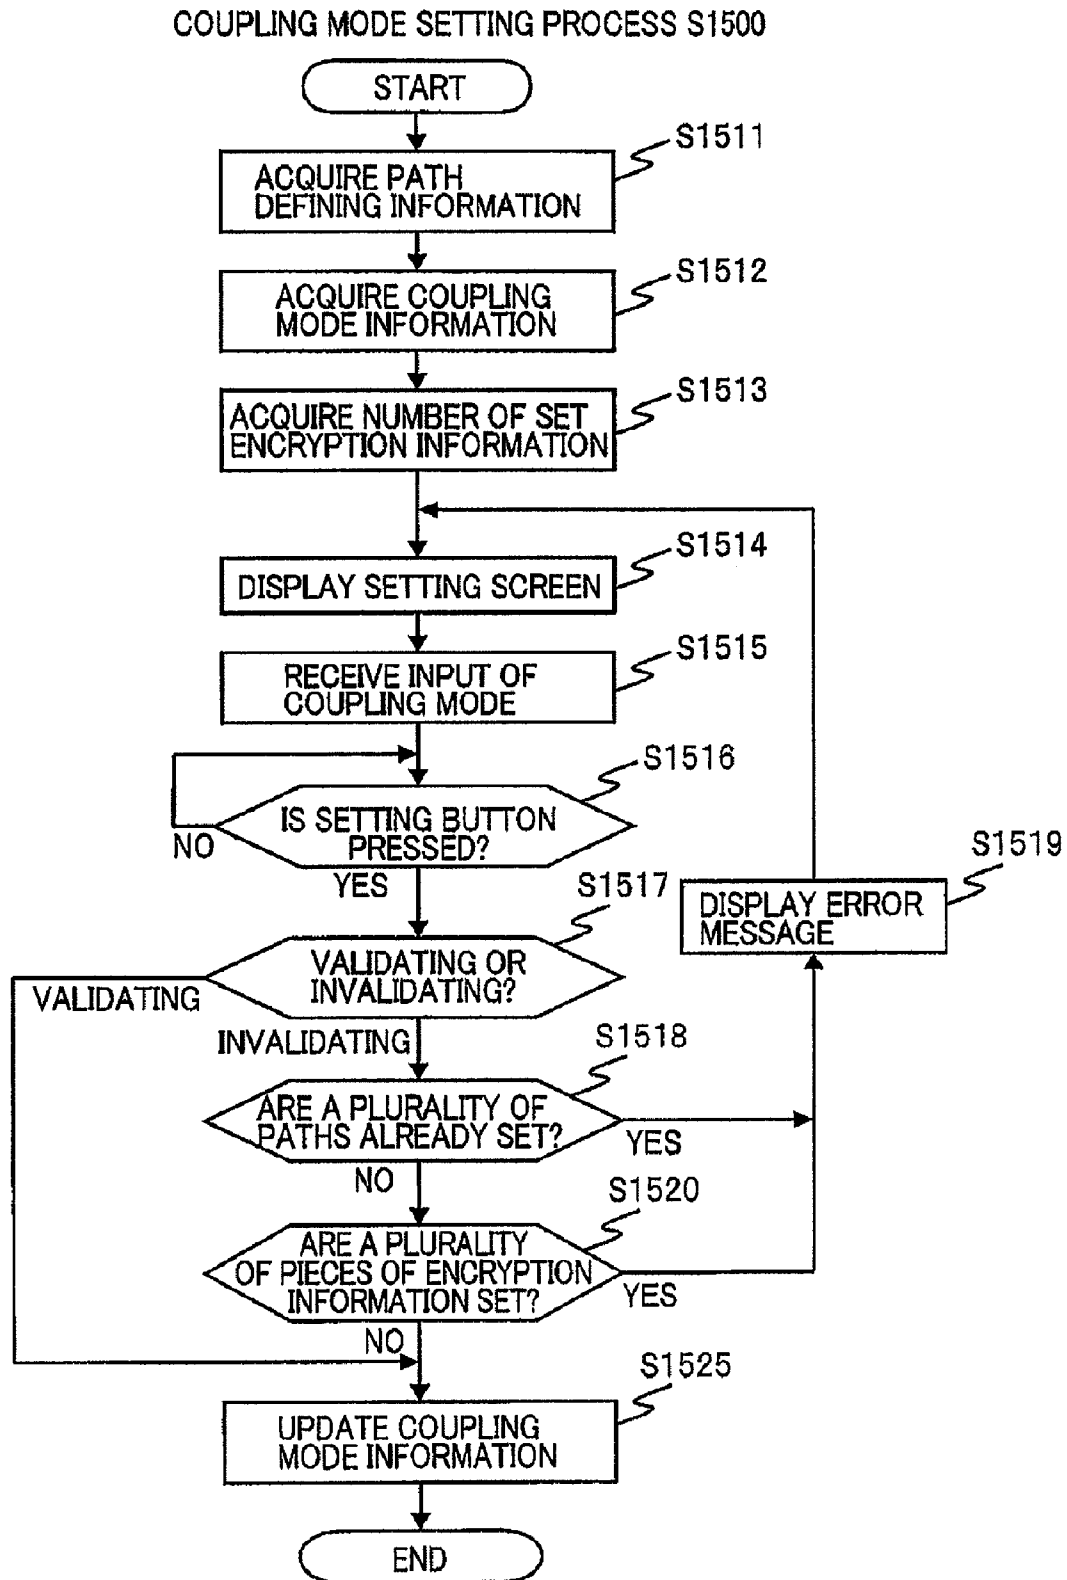 COUPLING MODE SETTING PROCESS S1500
START
S1511
ACQUIRE PATH
DEFINING INFORMATION
S1512
ACQUIRE COUPLING
MODE INFORMATION
S1513
ACQUIRE NUMBER OF SET
ENCRYPTION INFORMATION
S1514
DISPLAY SETTING SCREEN
S1515
RECEIVE INPUT OF
COUPLING MODE
S1516
IS SETTING BUTTON
PRESSED?
NO
YES
S1519
DISPLAY ERROR
MESSAGE
S1517
VALIDATING OR
INVALIDATING?
VALIDATING
INVALIDATING
S1518
ARE A PLURALITY OF
PATHS ALREADY SET?
YES
NO
S1520
ARE A PLURALITY
OF PIECES OF ENCRYPTION
INFORMATION SET?
YES
NO
S1525
UPDATE COUPLING
MODE INFORMATION
END